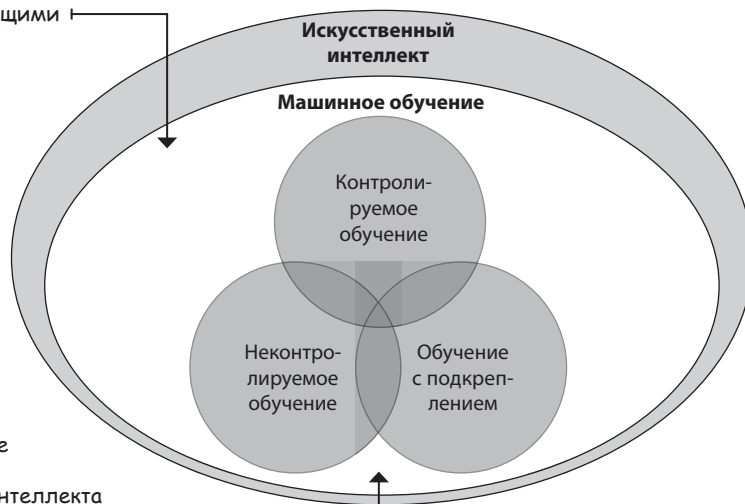 щими
Искусственный
интеллект
Машинное обучение
Контроли-
руемое
обучение
Неконтро-
лируемое
обучение
Обучение
с подкреп-
лением
е
нтеллекта